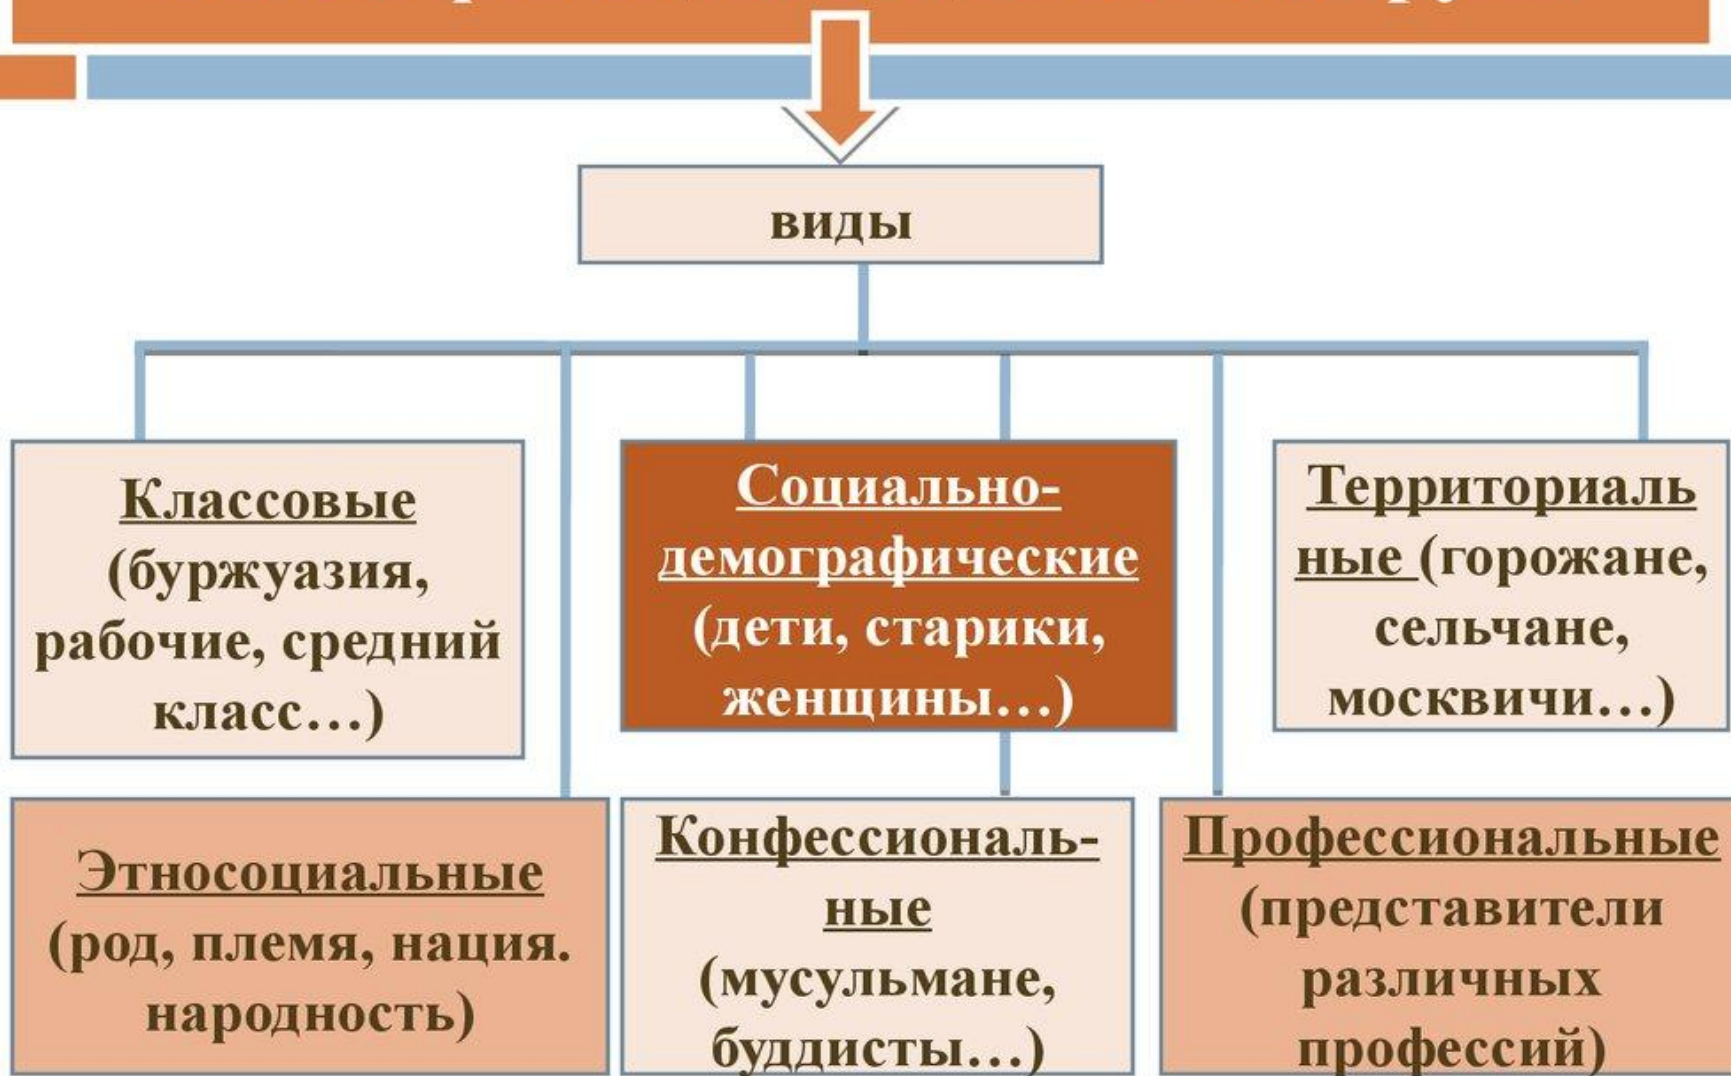 виды
Классовые
(буржуазия,
рабочие, средний
класс…)
Социально-
демографические
(дети, старики,
женщины…)
Территориаль
ные (горожане,
сельчане,
москвичи…)
Этносоциальные
(род, племя, нация.
народность)
Конфессиональ-
ные
(мусульмане,
буддисты…)
Профессиональные
(представители
различных
профессий)